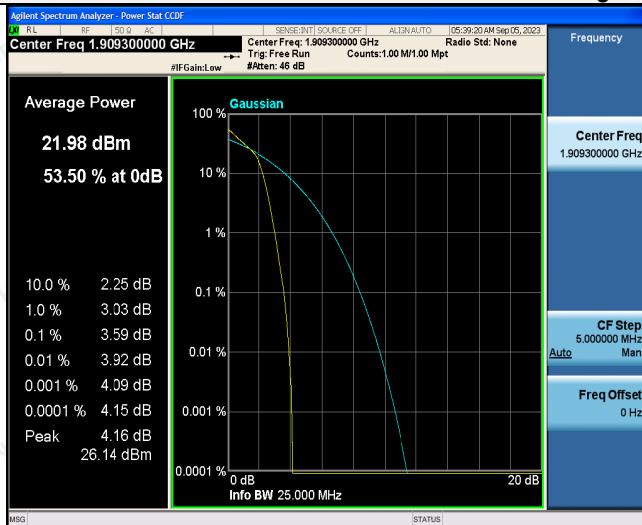 Agilent Spectrum Analyzer - Power Stat CCDF
RL RF 50 Ω AC SENSE:INT SOURCE OFF ALIGN AUTO 05:39:20 AM Sep 05, 2023
Center Freq 1.909300000 GHz
Center Freq: 1.909300000 GHz Radio Std: None
Trig: Free Run Counts:1.00 M/1.00 Mpt
#IFGain:Low #Atten: 46 dB
Frequency
Average Power
21.98 dBm
53.50 % at 0dB
10.0 % 2.25 dB
1.0 % 3.03 dB
0.1 % 3.59 dB
0.01 % 3.92 dB
0.001 % 4.09 dB
0.0001 % 4.15 dB
Peak 4.16 dB
26.14 dBm
Gaussian
100 %
10 %
1 %
0.1 %
0.01 %
0.001 %
0.0001 %
0 dB 20 dB
Info BW 25.000 MHz
Center Freq
1.909300000 GHz
CF Step
5.000000 MHz
Auto Man
Freq Offset
0 Hz
MSG STATUS